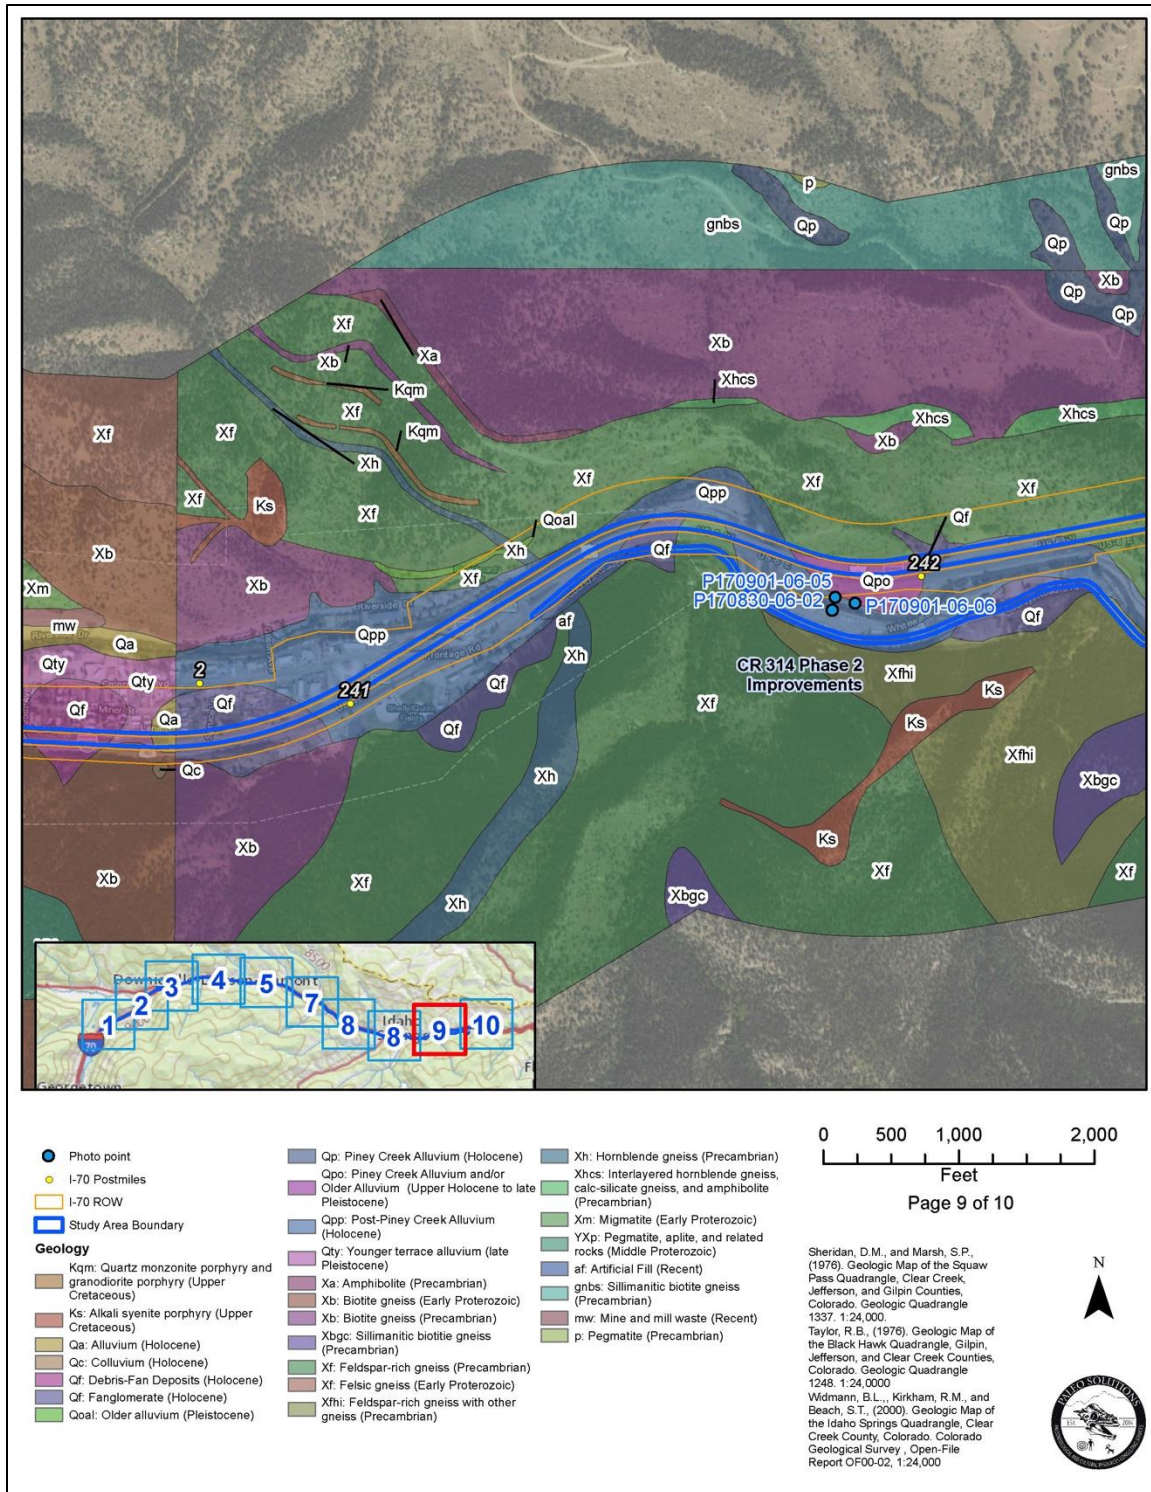 p
gnbs
gnbs
Qp
Qp
Qp
Xb
Qp
Qp
Xf
Xb
Xa
Xb
Kqm
Xhcs
Xf
Xhcs
Xhcs
Xf
Xf
Kqm
Xb
Xh
Xf
Xf
Xf
Qpp
Xf
Ks
Xf
Qoal
Qf
Xb
Xh
Qf
Xf
242
Xb
Xm
P170901-06-05
Qpo
P170830-06-02
P170901-06-06
mw
Riverside
af
Qf
Riverside Dr
Qa
Qpp
Frontage Rd
Xh
CR 314 Phase 2
Improvements
Qty
2
Qty
Qf
Xfhi
241
Qf
Xf
Ks
Qf
Qa
Qf
Ks
Xfhi
Qc
Xh
Xbgc
Xb
Ks
Xb
Xf
Xf
Xf
Xbgc
Xh
1
2
3
4
5
7
8
8
9
10
8500
Idaho
70
Georgetown
Photo point
I-70 Postmiles
I-70 ROW
Study Area Boundary
Geology
Kqm: Quartz monzonite porphyry and
granodiorite porphyry (Upper
Cretaceous)
Ks: Alkali syenite porphyry (Upper
Cretaceous)
Qa: Alluvium (Holocene)
Qc: Colluvium (Holocene)
Qf: Debris-Fan Deposits (Holocene)
Qf: Fanglomerate (Holocene)
Qoal: Older alluvium (Pleistocene)
Qp: Piney Creek Alluvium (Holocene)
Qpo: Piney Creek Alluvium and/or
Older Alluvium (Upper Holocene to late
Pleistocene)
Qpp: Post-Piney Creek Alluvium
(Holocene)
Qty: Younger terrace alluvium (late
Pleistocene)
Xa: Amphibolite (Precambrian)
Xb: Biotite gneiss (Early Proterozoic)
Xb: Biotite gneiss (Precambrian)
Xbgc: Sillimanitic biotitie gneiss
(Precambrian)
Xf: Feldspar-rich gneiss (Precambrian)
Xf: Felsic gneiss (Early Proterozoic)
Xfhi: Feldspar-rich gneiss with other
gneiss (Precambrian)
Xh: Hornblende gneiss (Precambrian)
Xhcs: Interlayered hornblende gneiss,
calc-silicate gneiss, and amphibolite
(Precambrian)
Xm: Migmatite (Early Proterozoic)
YXp: Pegmatite, aplite, and related
rocks (Middle Proterozoic)
af: Artificial Fill (Recent)
gnbs: Sillimanite biotite gneiss
(Precambrian)
mw: Mine and mill waste (Recent)
p: Pegmatite (Precambrian)
0 500 1,000 2,000
Feet
Page 9 of 10
Sheridan, D.M., and Marsh, S.P.,
(1976). Geologic Map of the Squaw
Pass Quadrangle, Clear Creek,
Jefferson, and Gilpin Counties,
Colorado. Geologic Quadrangle
1337. 1:24,000.
Taylor, R.B., (1976). Geologic Map of
the Black Hawk Quadrangle, Gilpin,
Jefferson, and Clear Creek Counties,
Colorado. Geologic Quadrangle
1248. 1:24,0000
Widmann, B.L,., Kirkham, R.M., and
Beach, S.T., (2000). Geologic Map of
the Idaho Springs Quadrangle, Clear
Creek County, Colorado. Colorado
Geological Survey , Open-File
Report OF00-02, 1:24,000
N
PALEO SOLUTIONS